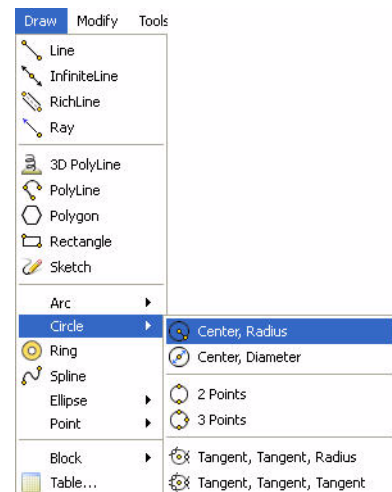 Draw Modify Tools
Line
InfiniteLine
RichLine
Ray
3D PolyLine
PolyLine
Polygon
Rectangle
Sketch
Arc
Circle
Center, Radius
Ring
Center, Diameter
Spline
Ellipse
2 Points
Point
3 Points
Block
Tangent, Tangent, Radius
Table...
Tangent, Tangent, Tangent